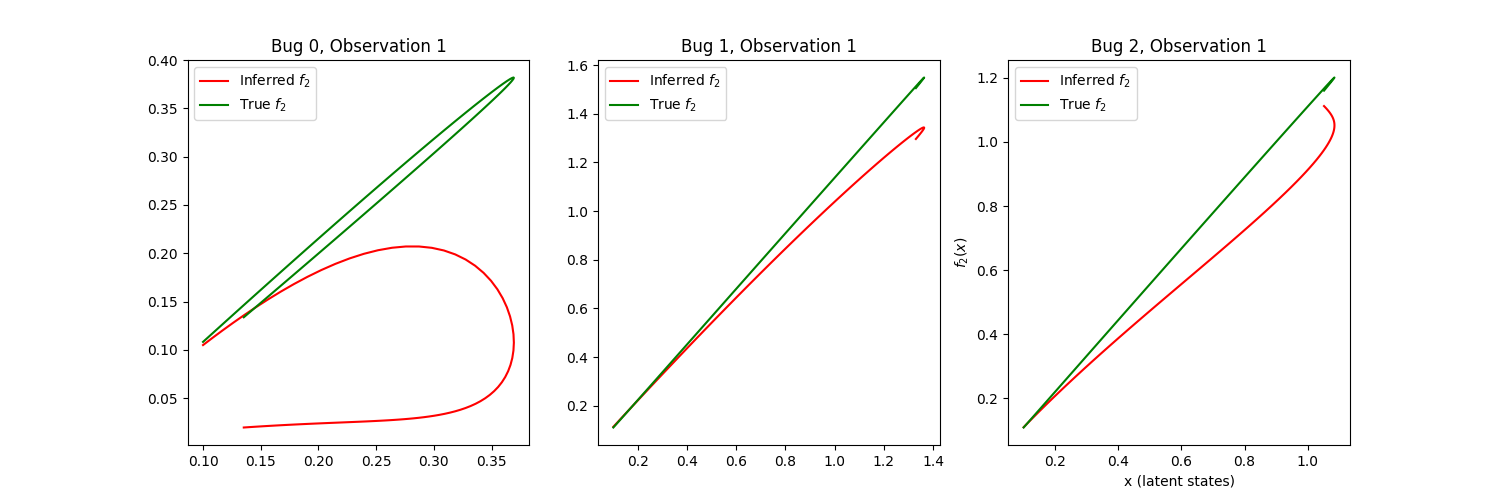 Bug 0, Observation 1
Inferred f₂
True f₂
0.40
0.35
0.30
0.25
0.20
0.15
0.10
0.05
0.10 0.15 0.20 0.25 0.30 0.35
Bug 1, Observation 1
Inferred f₂
True f₂
1.6
1.4
1.2
1.0
0.8
0.6
0.4
0.2
0.2 0.4 0.6 0.8 1.0 1.2 1.4
Bug 2, Observation 1
Inferred f₂
True f₂
f₂(x)
1.2
1.0
0.8
0.6
0.4
0.2
0.2 0.4 0.6 0.8 1.0
x (latent states)